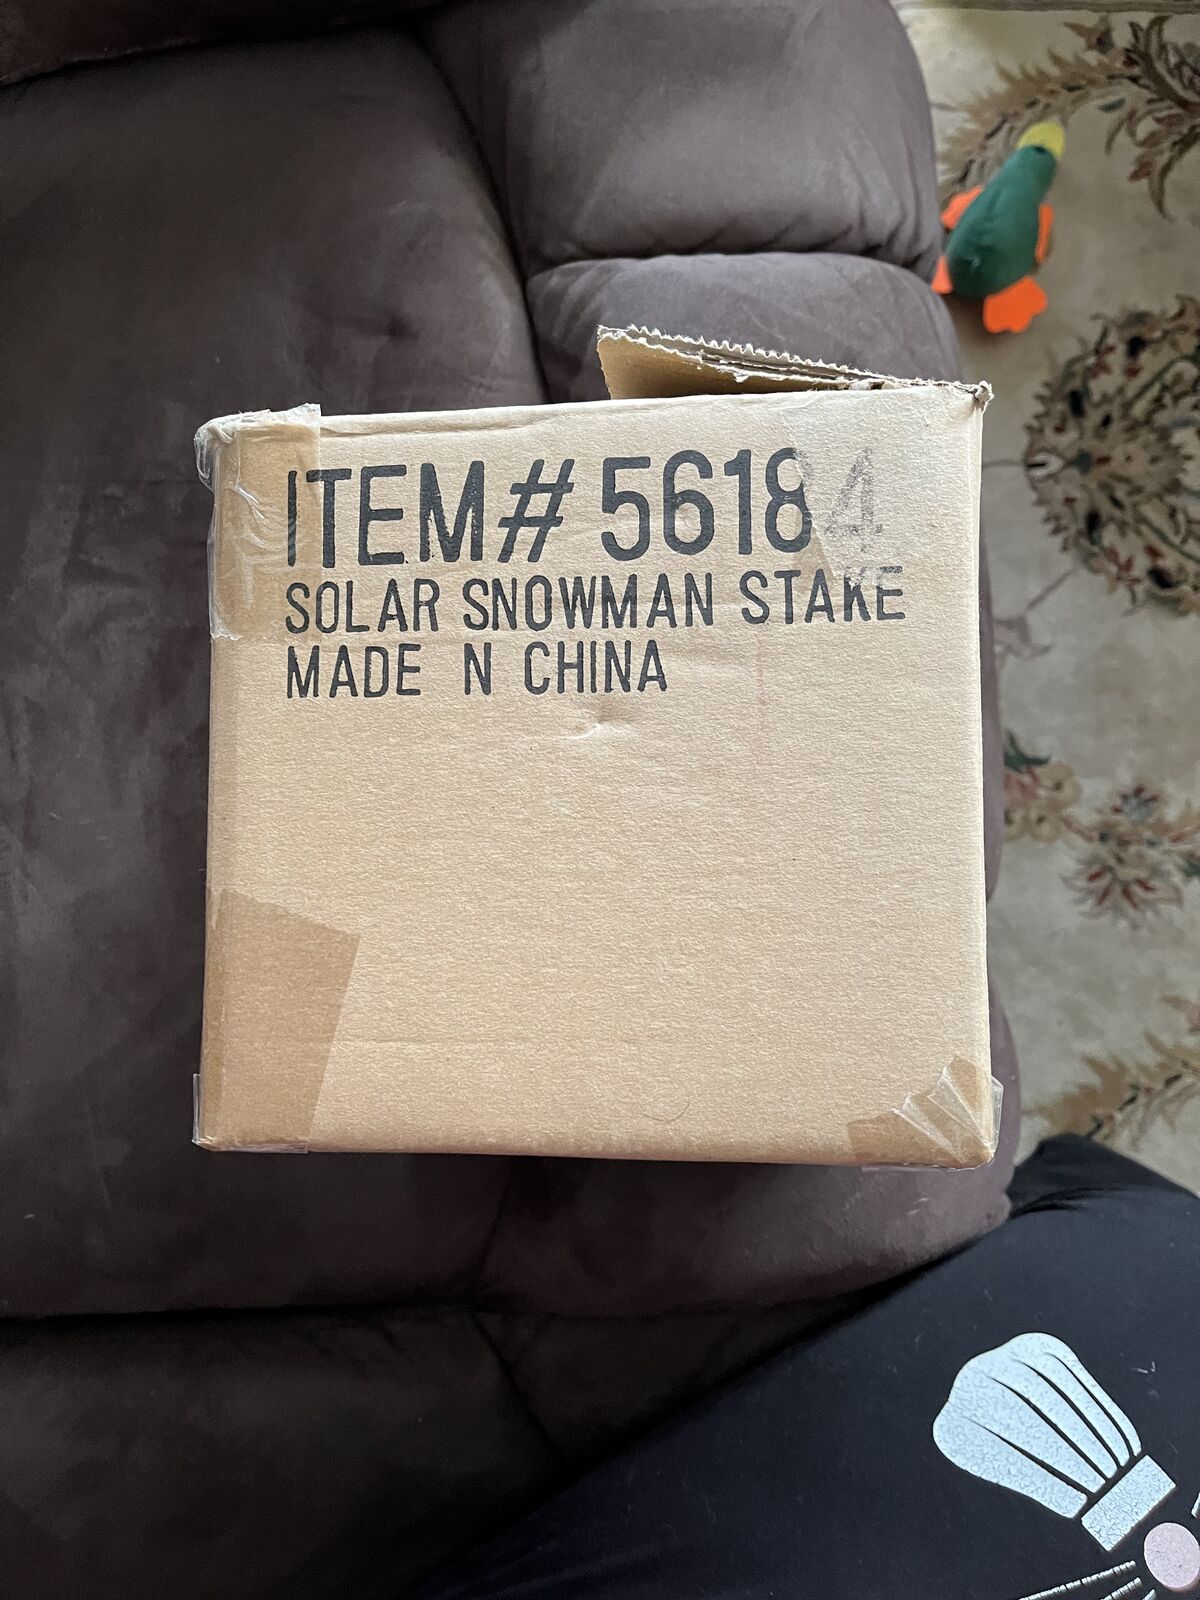 ITEM# 56184
SOLAR SNOWMAN STAKE
MADE N CHINA